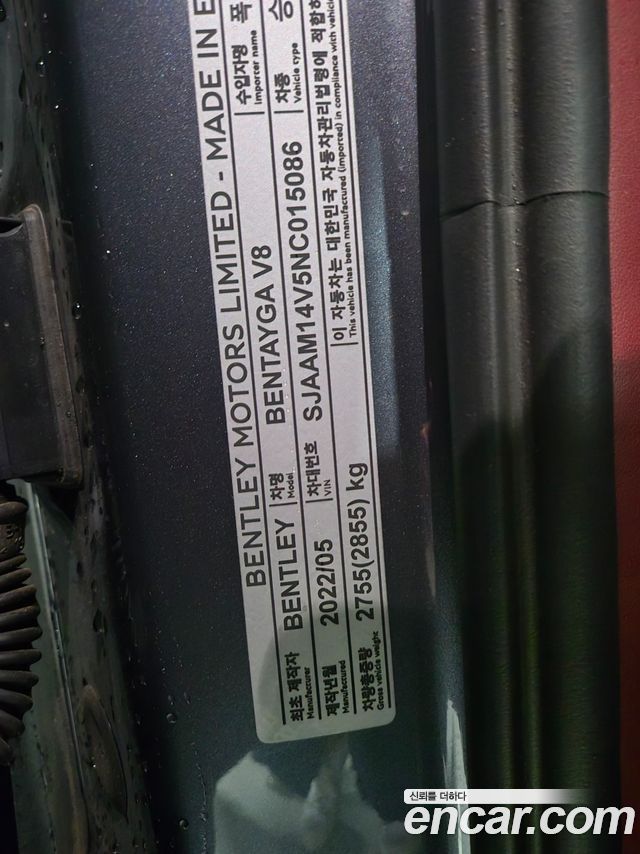 BENTLEY MOTORS LIMITED - MADE IN E
최초 제작자 BENTLEY 차명 BENTAYGA V8 수입자명 폭
Manufacturer Model Importer name
제작년월 2022/05 차대번호 SJAAM14V5NC015086 차종 승
Manufactured VIN Vehicle type
차량총중량 2755(2855) kg 이 자동차는 대한민국 자동차관리법령에 적합하
Gross vehicle weight This vehicle has been manufactured (imported) in compliance with vehicle
신뢰를 더하다
encar.com